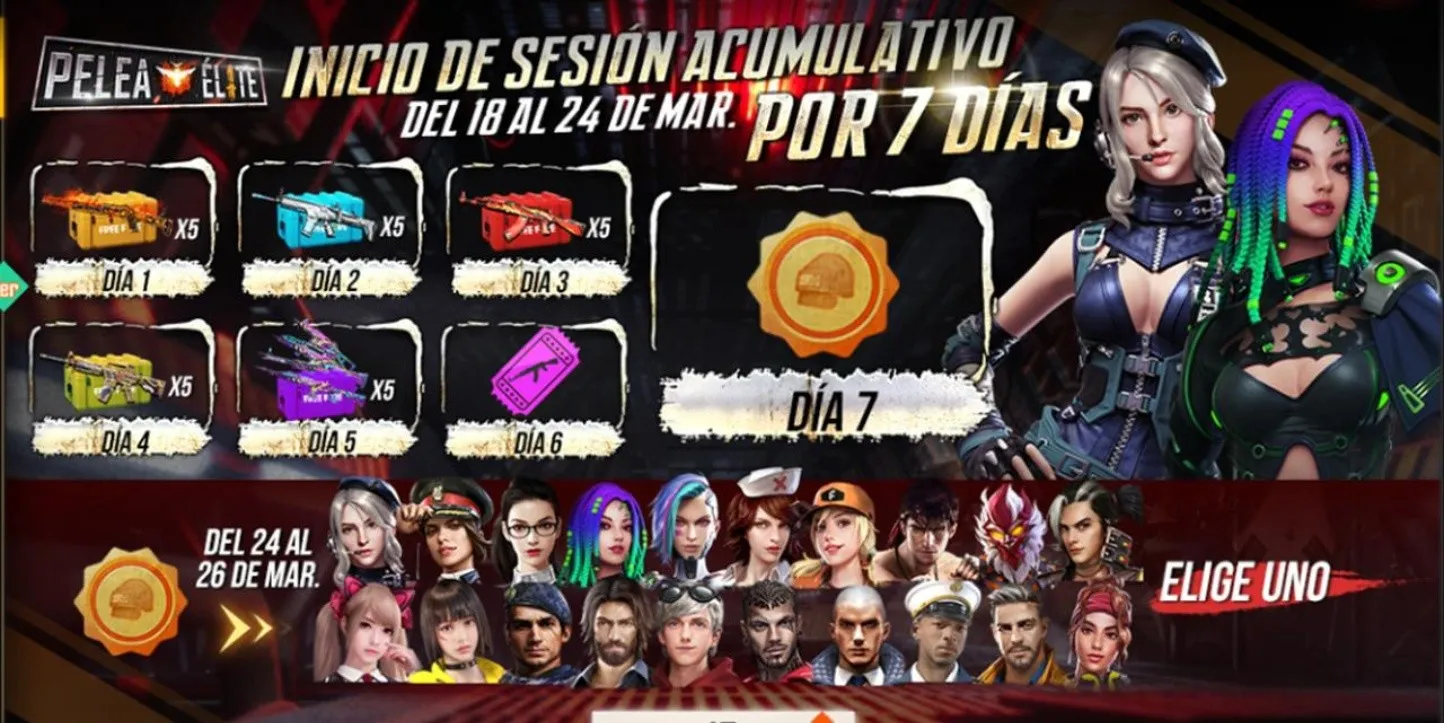 PELEA ÉLITE
INICIO DE SESIÓN ACUMULATIVO
DEL 18 AL 24 DE MAR. POR 7 DÍAS
X5
X5
X5
DÍA 1
DÍA 2
DÍA 3
X5
X5
DÍA 4
DÍA 5
DÍA 6
DÍA 7
DEL 24 AL
26 DE MAR.
ELIGE UNO
er